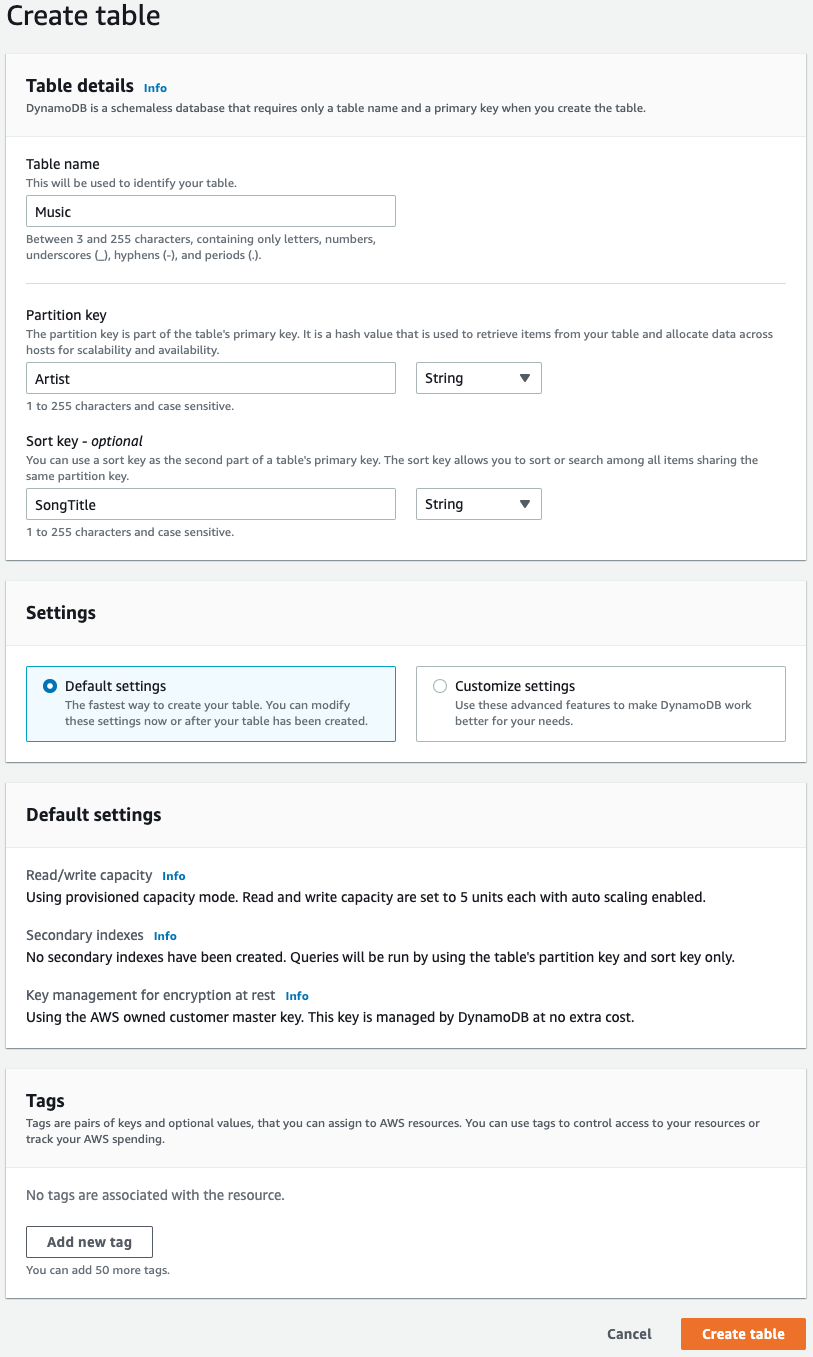 Create table
Table details Info
DynamoDB is a schemaless database that requires only a table name and a primary key when you create the table.
Table name
This will be used to identify your table.
Music
Between 3 and 255 characters, containing only letters, numbers,
underscores (_), hyphens (-), and periods (.).
Partition key
The partition key is part of the table's primary key. It is a hash value that is used to retrieve items from your table and allocate data across
hosts for scalability and availability.
Artist String
1 to 255 characters and case sensitive.
Sort key - optional
You can use a sort key as the second part of a table's primary key. The sort key allows you to sort or search among all items sharing the
same partition key.
SongTitle String
1 to 255 characters and case sensitive.
Settings
Default settings
The fastest way to create your table. You can modify
these settings now or after your table has been created.
Customize settings
Use these advanced features to make DynamoDB work
better for your needs.
Default settings
Read/write capacity Info
Using provisioned capacity mode. Read and write capacity are set to 5 units each with auto scaling enabled.
Secondary indexes Info
No secondary indexes have been created. Queries will be run by using the table's partition key and sort key only.
Key management for encryption at rest Info
Using the AWS owned customer master key. This key is managed by DynamoDB at no extra cost.
Tags
Tags are pairs of keys and optional values, that you can assign to AWS resources. You can use tags to control access to your resources or
track your AWS spending.
No tags are associated with the resource.
Add new tag
You can add 50 more tags.
Cancel Create table